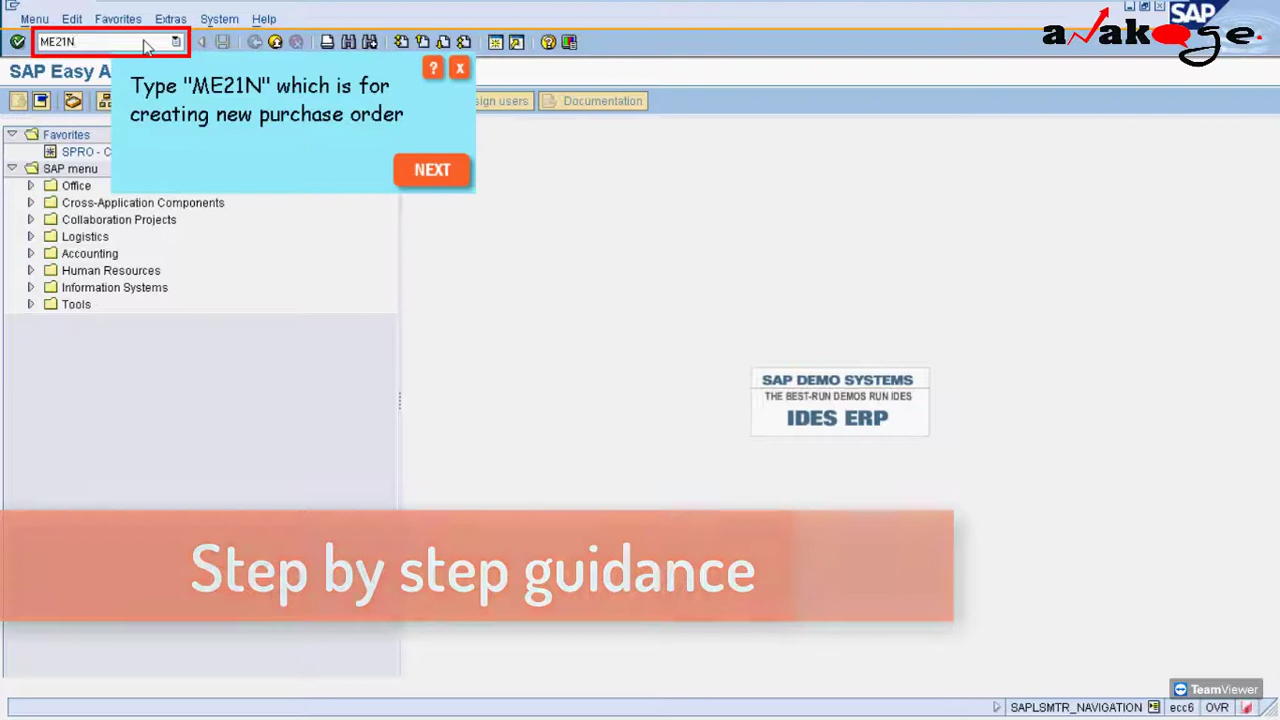 Menu Edit Favorites Extras System Help
SAP
anakage.
ME21N
SAP Easy A
Type "ME21N" which is for
creating new purchase order
? x
NEXT
sign users Documentation
Favorites
SPRO - C
SAP menu
Office
Cross-Application Components
Collaboration Projects
Logistics
Accounting
Human Resources
Information Systems
Tools
SAP DEMO SYSTEMS
THE BEST-RUN DEMOS RUN IDES
IDES ERP
Step by step guidance
TeamViewer
SAPLSMTR_NAVIGATION ecc6 OVR